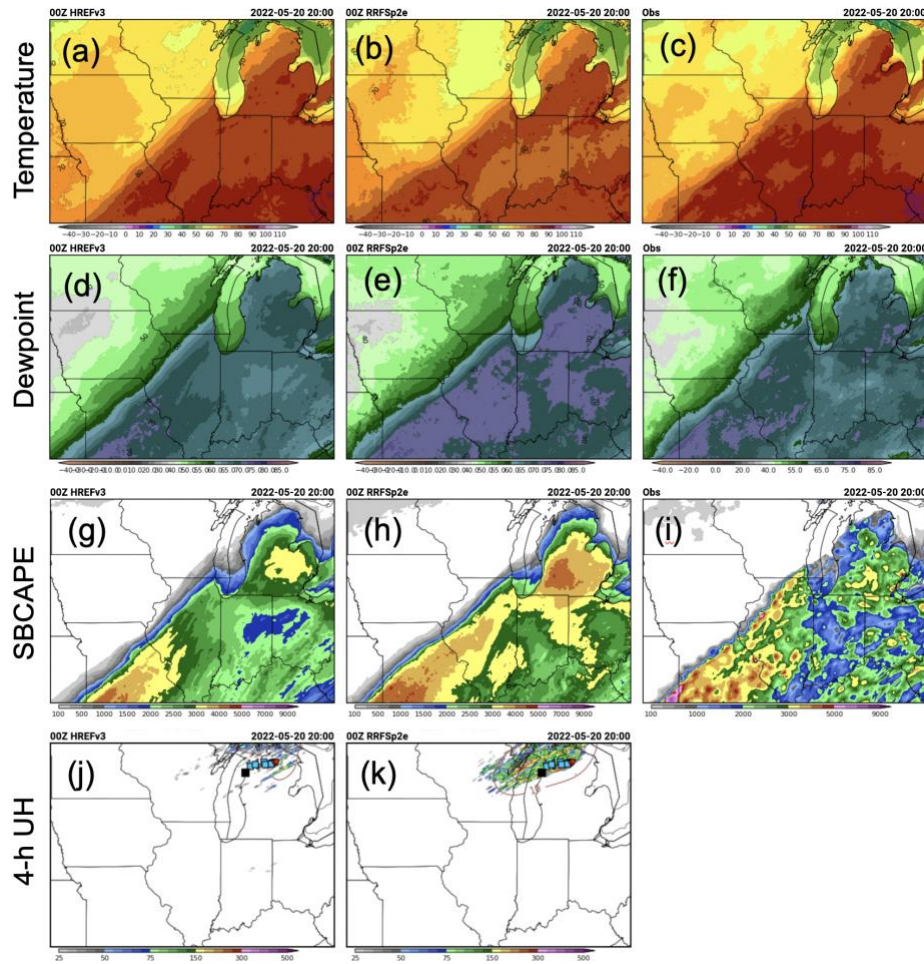 00Z HREFv3 2022-05-20 20:00 00Z RRFSp2e 2022-05-20 20:00 Obs 2022-05-20 20:00
Temperature
(a) (b) (c)
−40−30−20−10 0 10 20 30 40 50 60 70 80 90 100 110 −40−30−20−10 0 10 20 30 40 50 60 70 80 90 100 110 −40−30−20−10 0 10 20 30 40 50 60 70 80 90 100 110
00Z HREFv3 2022-05-20 20:00 00Z RRFSp2e 2022-05-20 20:00 Obs 2022-05-20 20:00
Dewpoint
(d) (e) (f)
−40.0 −20.0 0.0 20.0 40.0 55.0 65.0 75.0 85.0
00Z HREFv3 2022-05-20 20:00 00Z RRFSp2e 2022-05-20 20:00 Obs 2022-05-20 20:00
SBCAPE
(g) (h) (i)
100 500 1000 1500 2000 2500 3000 4000 5000 7000 9000 100 500 1000 1500 2000 2500 3000 4000 5000 7000 9000 100 1000 2000 3000 5000 9000
00Z HREFv3 2022-05-20 20:00 00Z RRFSp2e 2022-05-20 20:00
4-h UH
(j) (k)
25 50 75 150 300 500 25 50 75 150 300 500